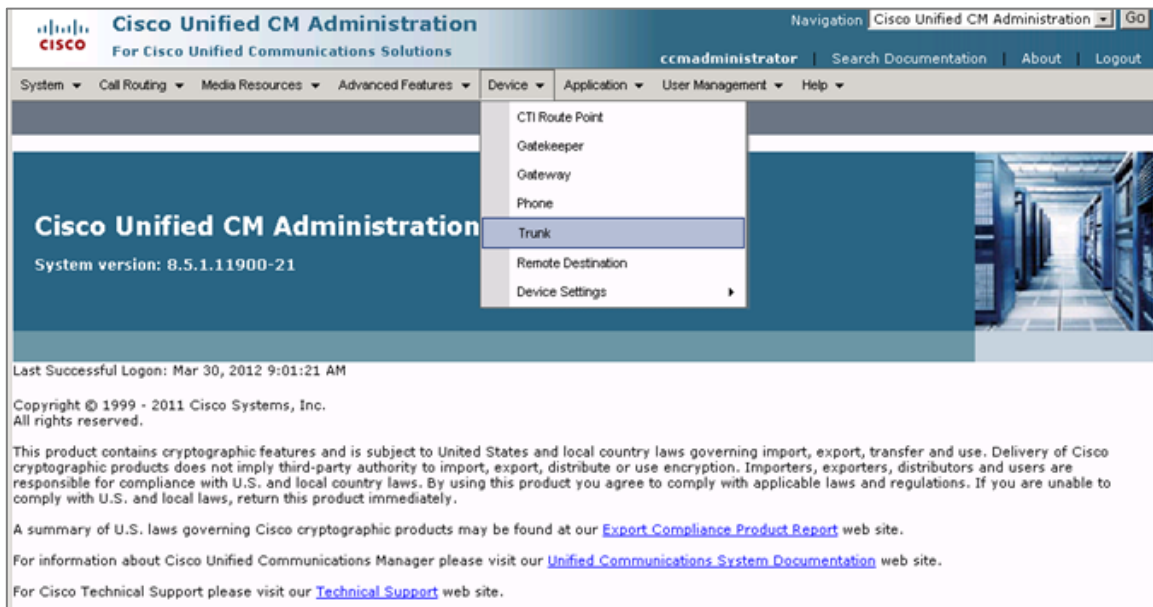 Cisco Unified CM Administration
For Cisco Unified Communications Solutions
CISCO
Navigation Cisco Unified CM Administration Go
ccmadministrator | Search Documentation | About | Logout
System Call Routing Media Resources Advanced Features Device Application User Management Help
CTI Route Point
Gatekeeper
Gateway
Phone
Trunk
Remote Destination
Device Settings
Cisco Unified CM Administration
System version: 8.5.1.11900-21
Last Successful Logon: Mar 30, 2012 9:01:21 AM
Copyright © 1999 - 2011 Cisco Systems, Inc.
All rights reserved.
This product contains cryptographic features and is subject to United States and local country laws governing import, export, transfer and use. Delivery of Cisco
cryptographic products does not imply third-party authority to import, export, distribute or use encryption. Importers, exporters, distributors and users are
responsible for compliance with U.S. and local country laws. By using this product you agree to comply with applicable laws and regulations. If you are unable to
comply with U.S. and local laws, return this product immediately.
A summary of U.S. laws governing Cisco cryptographic products may be found at our Export Compliance Product Report web site.
For information about Cisco Unified Communications Manager please visit our Unified Communications System Documentation web site.
For Cisco Technical Support please visit our Technical Support web site.